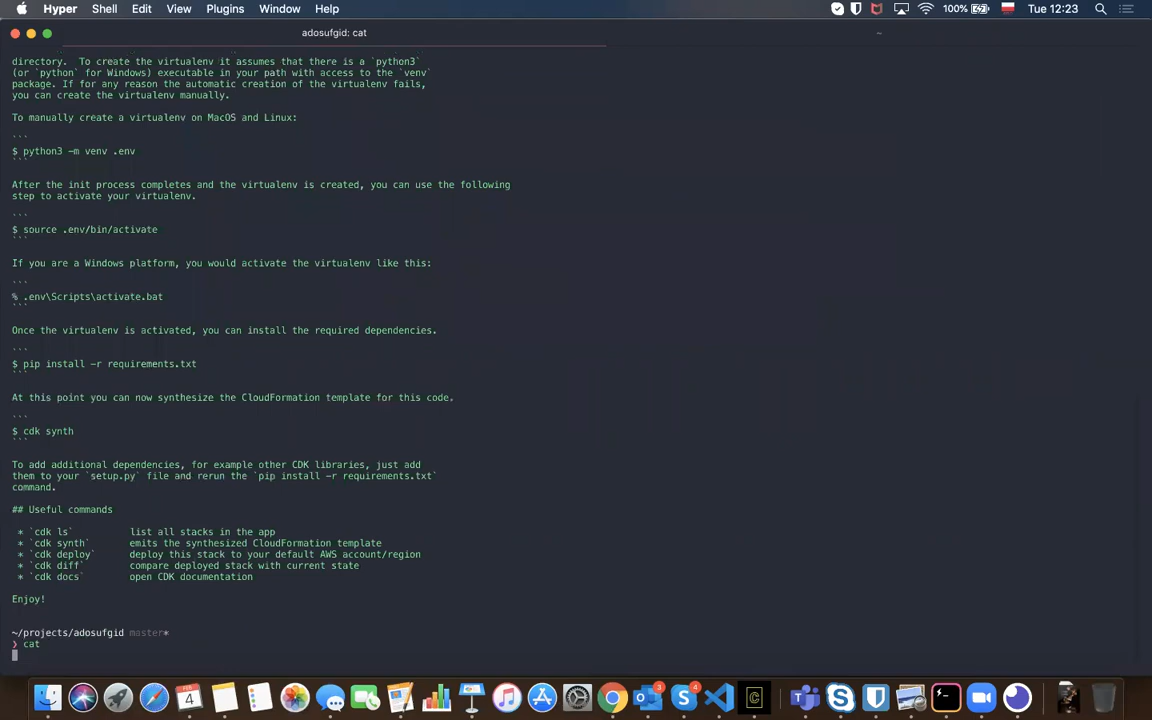 Hyper Shell Edit View Plugins Window Help 100% Tue 12:23
adosufgid: cat ~
directory.  To create the virtualenv it assumes that there is a `python3`
(or `python` for Windows) executable in your path with access to the `venv`
package. If for any reason the automatic creation of the virtualenv fails,
you can create the virtualenv manually.
To manually create a virtualenv on MacOS and Linux:
```
$ python3 -m venv .env
```
After the init process completes and the virtualenv is created, you can use the following
step to activate your virtualenv.
```
$ source .env/bin/activate
```
If you are a Windows platform, you would activate the virtualenv like this:
```
% .env\Scripts\activate.bat
```
Once the virtualenv is activated, you can install the required dependencies.
```
$ pip install -r requirements.txt
```
At this point you can now synthesize the CloudFormation template for this code.
```
$ cdk synth
```
To add additional dependencies, for example other CDK libraries, just add
them to your `setup.py` file and rerun the `pip install -r requirements.txt`
command.
## Useful commands
* `cdk ls`          list all stacks in the app
* `cdk synth`       emits the synthesized CloudFormation template
* `cdk deploy`      deploy this stack to your default AWS account/region
* `cdk diff`        compare deployed stack with current state
* `cdk docs`        open CDK documentation
Enjoy!
~/projects/adosufgid master*
❯ cat
FEB 4 3 4 >_ C